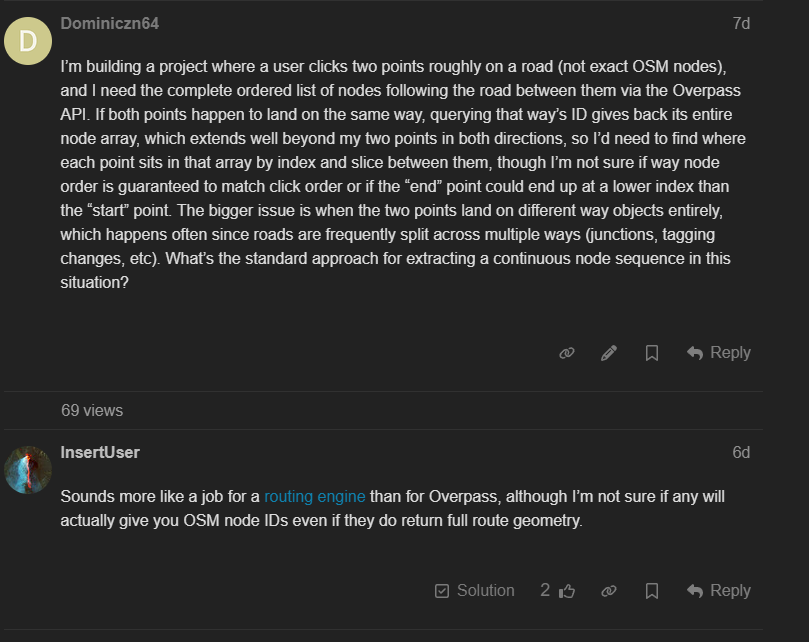 D
Dominiczn64
7d
I’m building a project where a user clicks two points roughly on a road (not exact OSM nodes),
and I need the complete ordered list of nodes following the road between them via the Overpass
API. If both points happen to land on the same way, querying that way’s ID gives back its entire
node array, which extends well beyond my two points in both directions, so I’d need to find where
each point sits in that array by index and slice between them, though I’m not sure if way node
order is guaranteed to match click order or if the “end” point could end up at a lower index than
the “start” point. The bigger issue is when the two points land on different way objects entirely,
which happens often since roads are frequently split across multiple ways (junctions, tagging
changes, etc). What’s the standard approach for extracting a continuous node sequence in this
situation?
Reply
69 views
InsertUser
6d
Sounds more like a job for a routing engine than for Overpass, although I’m not sure if any will
actually give you OSM node IDs even if they do return full route geometry.
Solution
2
Reply